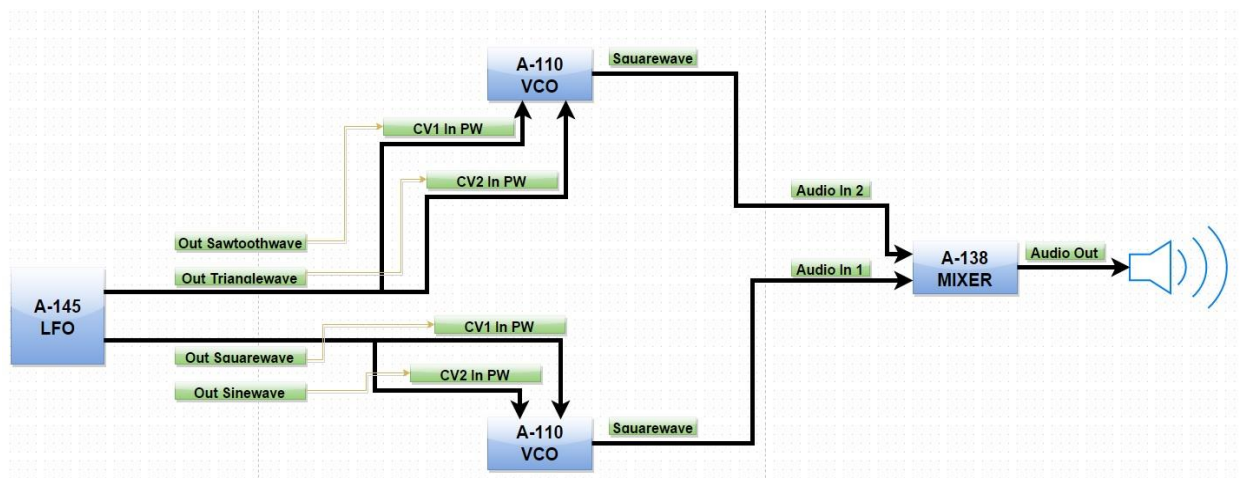 A-110
VCO
Squarewave
CV1 In PW
CV2 In PW
Audio In 2
Out Sawtoothwave
Out Trianglewave
A-145
LFO
Audio In 1
A-138
MIXER
Audio Out
CV1 In PW
Out Squarewave
CV2 In PW
Out Sinewave
A-110
VCO
Squarewave